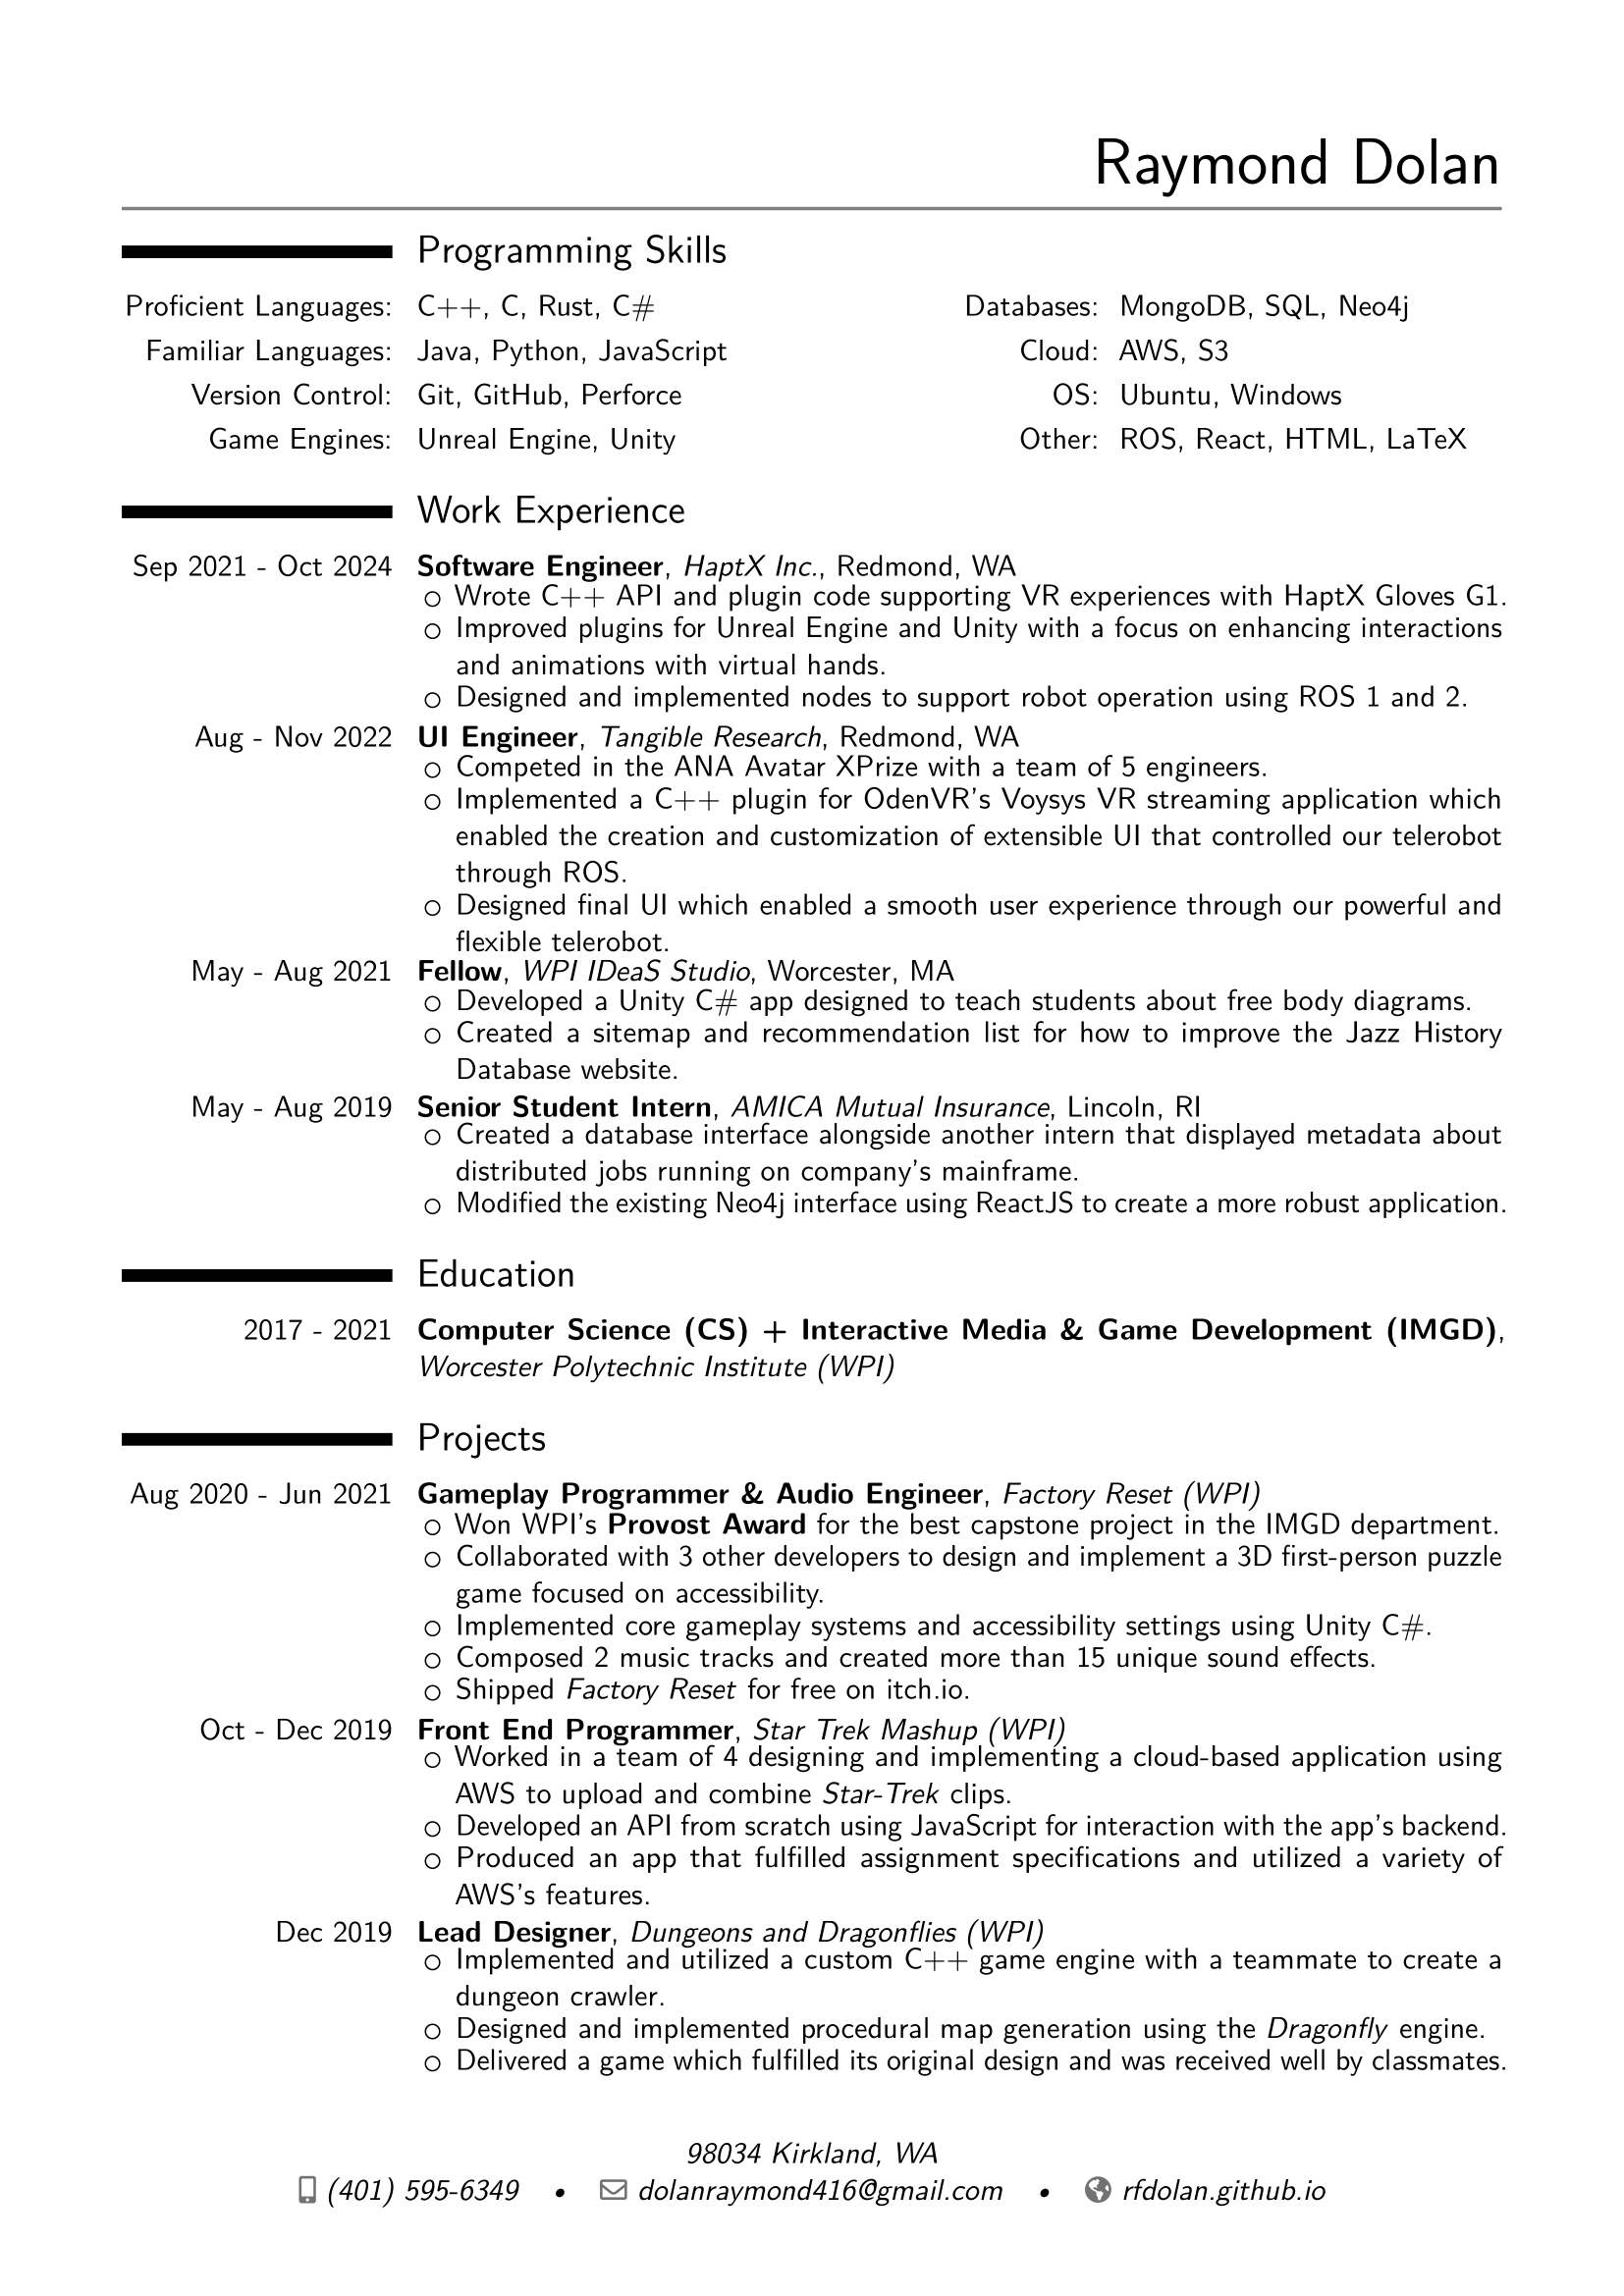 Raymond Dolan
Programming Skills
Proficient Languages: C++, C, Rust, C#
Databases: MongoDB, SQL, Neo4j
Familiar Languages: Java, Python, JavaScript
Cloud: AWS, S3
Version Control: Git, GitHub, Perforce
OS: Ubuntu, Windows
Game Engines: Unreal Engine, Unity
Other: ROS, React, HTML, LaTeX
Work Experience
Sep 2021 - Oct 2024 Software Engineer, HaptX Inc., Redmond, WA
○ Wrote C++ API and plugin code supporting VR experiences with HaptX Gloves G1.
○ Improved plugins for Unreal Engine and Unity with a focus on enhancing interactions
and animations with virtual hands.
○ Designed and implemented nodes to support robot operation using ROS 1 and 2.
Aug - Nov 2022 UI Engineer, Tangible Research, Redmond, WA
○ Competed in the ANA Avatar XPrize with a team of 5 engineers.
○ Implemented a C++ plugin for OdenVR's Voysys VR streaming application which
enabled the creation and customization of extensible UI that controlled our telerobot
through ROS.
○ Designed final UI which enabled a smooth user experience through our powerful and
flexible telerobot.
May - Aug 2021 Fellow, WPI IDeaS Studio, Worcester, MA
○ Developed a Unity C# app designed to teach students about free body diagrams.
○ Created a sitemap and recommendation list for how to improve the Jazz History
Database website.
May - Aug 2019 Senior Student Intern, AMICA Mutual Insurance, Lincoln, RI
○ Created a database interface alongside another intern that displayed metadata about
distributed jobs running on company's mainframe.
○ Modified the existing Neo4j interface using ReactJS to create a more robust application.
Education
2017 - 2021 Computer Science (CS) + Interactive Media & Game Development (IMGD),
Worcester Polytechnic Institute (WPI)
Projects
Aug 2020 - Jun 2021 Gameplay Programmer & Audio Engineer, Factory Reset (WPI)
○ Won WPI's Provost Award for the best capstone project in the IMGD department.
○ Collaborated with 3 other developers to design and implement a 3D first-person puzzle
game focused on accessibility.
○ Implemented core gameplay systems and accessibility settings using Unity C#.
○ Composed 2 music tracks and created more than 15 unique sound effects.
○ Shipped Factory Reset for free on itch.io.
Oct - Dec 2019 Front End Programmer, Star Trek Mashup (WPI)
○ Worked in a team of 4 designing and implementing a cloud-based application using
AWS to upload and combine Star-Trek clips.
○ Developed an API from scratch using JavaScript for interaction with the app's backend.
○ Produced an app that fulfilled assignment specifications and utilized a variety of
AWS's features.
Dec 2019 Lead Designer, Dungeons and Dragonflies (WPI)
○ Implemented and utilized a custom C++ game engine with a teammate to create a
dungeon crawler.
○ Designed and implemented procedural map generation using the Dragonfly engine.
○ Delivered a game which fulfilled its original design and was received well by classmates.
98034 Kirkland, WA
(401) 595-6349 • dolanraymond416@gmail.com • rfdolan.github.io